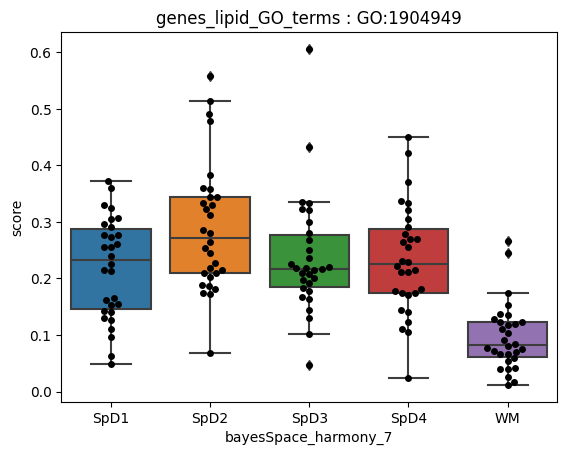 genes_lipid_GO_terms : GO:1904949
0.6
0.5
0.4
0.3
0.2
0.1
0.0
score
SpD1 SpD2 SpD3 SpD4 WM
bayesSpace_harmony_7